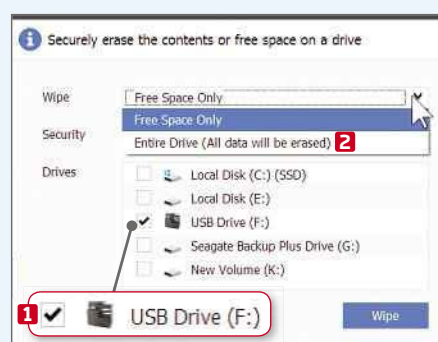 Securely erase the contents or free space on a drive
Wipe
Free Space Only
Free Space Only
Security
Entire Drive (All data will be erased) 2
Drives
Local Disk (C:) (SSD)
Local Disk (E:)
USB Drive (F:)
Seagate Backup Plus Drive (G:)
New Volume (K:)
1 USB Drive (F:)
Wipe